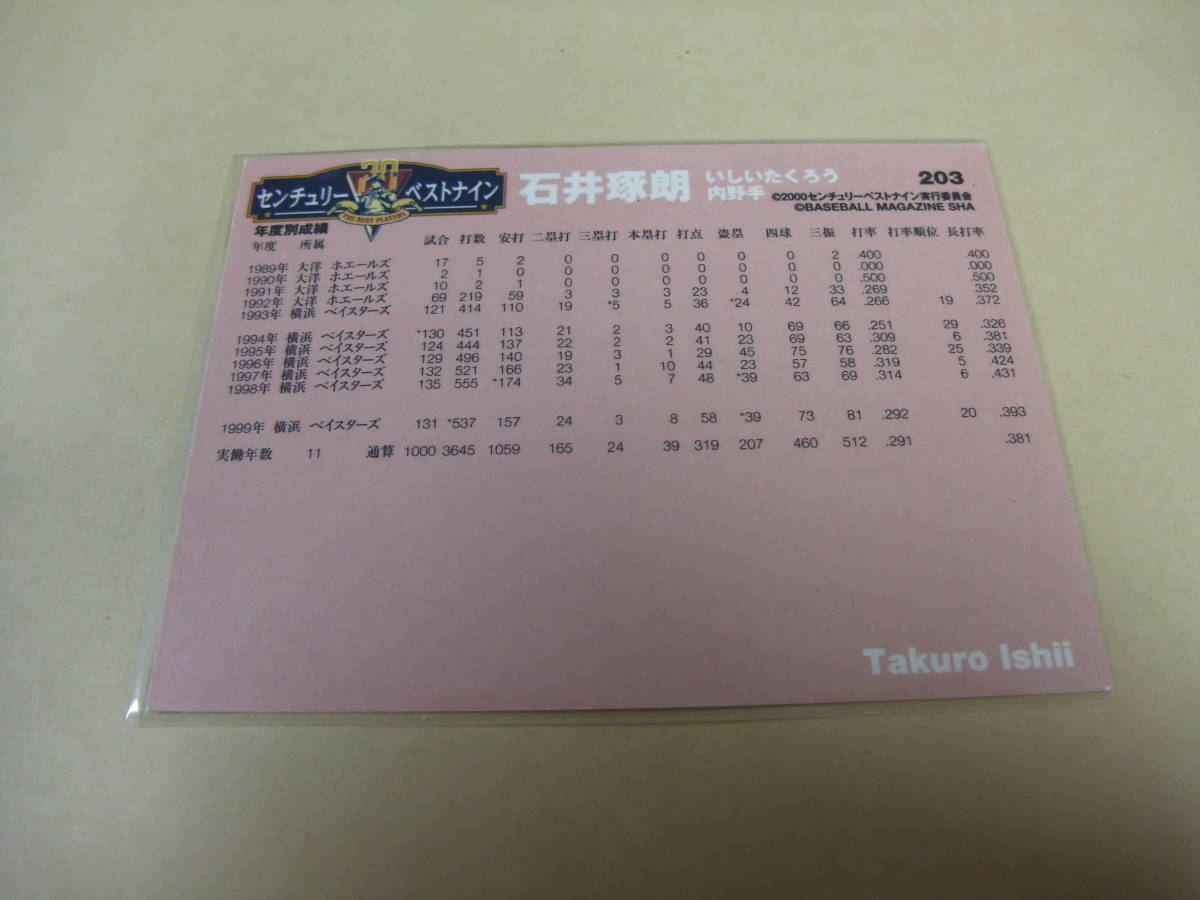 センチュリー 20 ベストナイン
THE BEST PLAYERS
石井琢朗 いしいたくろう
内野手
203
©2000センチュリーベストナイン実行委員会
©BASEBALL MAGAZINE SHA
年度別成績
年度 所属 試合 打数 安打 二塁打 三塁打 本塁打 打点 盗塁 四球 三振 打率 打率順位 長打率
1989年 大洋 ホエールズ 17 5 2 0 0 0 0 0 0 2 .400 .400
1990年 大洋 ホエールズ 2 1 0 0 0 0 0 0 0 0 .000 .000
1991年 大洋 ホエールズ 10 2 1 0 0 0 0 0 0 0 .500 .500
1992年 大洋 ホエールズ 69 219 59 3 3 3 23 4 12 33 .269 .352
1993年 横浜 ベイスターズ 121 414 110 19 *5 5 36 *24 42 64 .266 19 .372
1994年 横浜 ベイスターズ *130 451 113 21 2 3 40 10 69 66 .251 29 .326
1995年 横浜 ベイスターズ 124 444 137 22 2 2 41 23 69 63 .309 6 .381
1996年 横浜 ベイスターズ 129 496 140 19 3 1 29 45 75 76 .282 25 .339
1997年 横浜 ベイスターズ 132 521 166 23 1 10 44 23 57 58 .319 5 .424
1998年 横浜 ベイスターズ 135 555 *174 34 5 7 48 *39 63 69 .314 6 .431
1999年 横浜 ベイスターズ 131 *537 157 24 3 8 58 *39 73 81 .292 20 .393
実働年数 11 通算 1000 3645 1059 165 24 39 319 207 460 512 .291 .381
Takuro Ishii